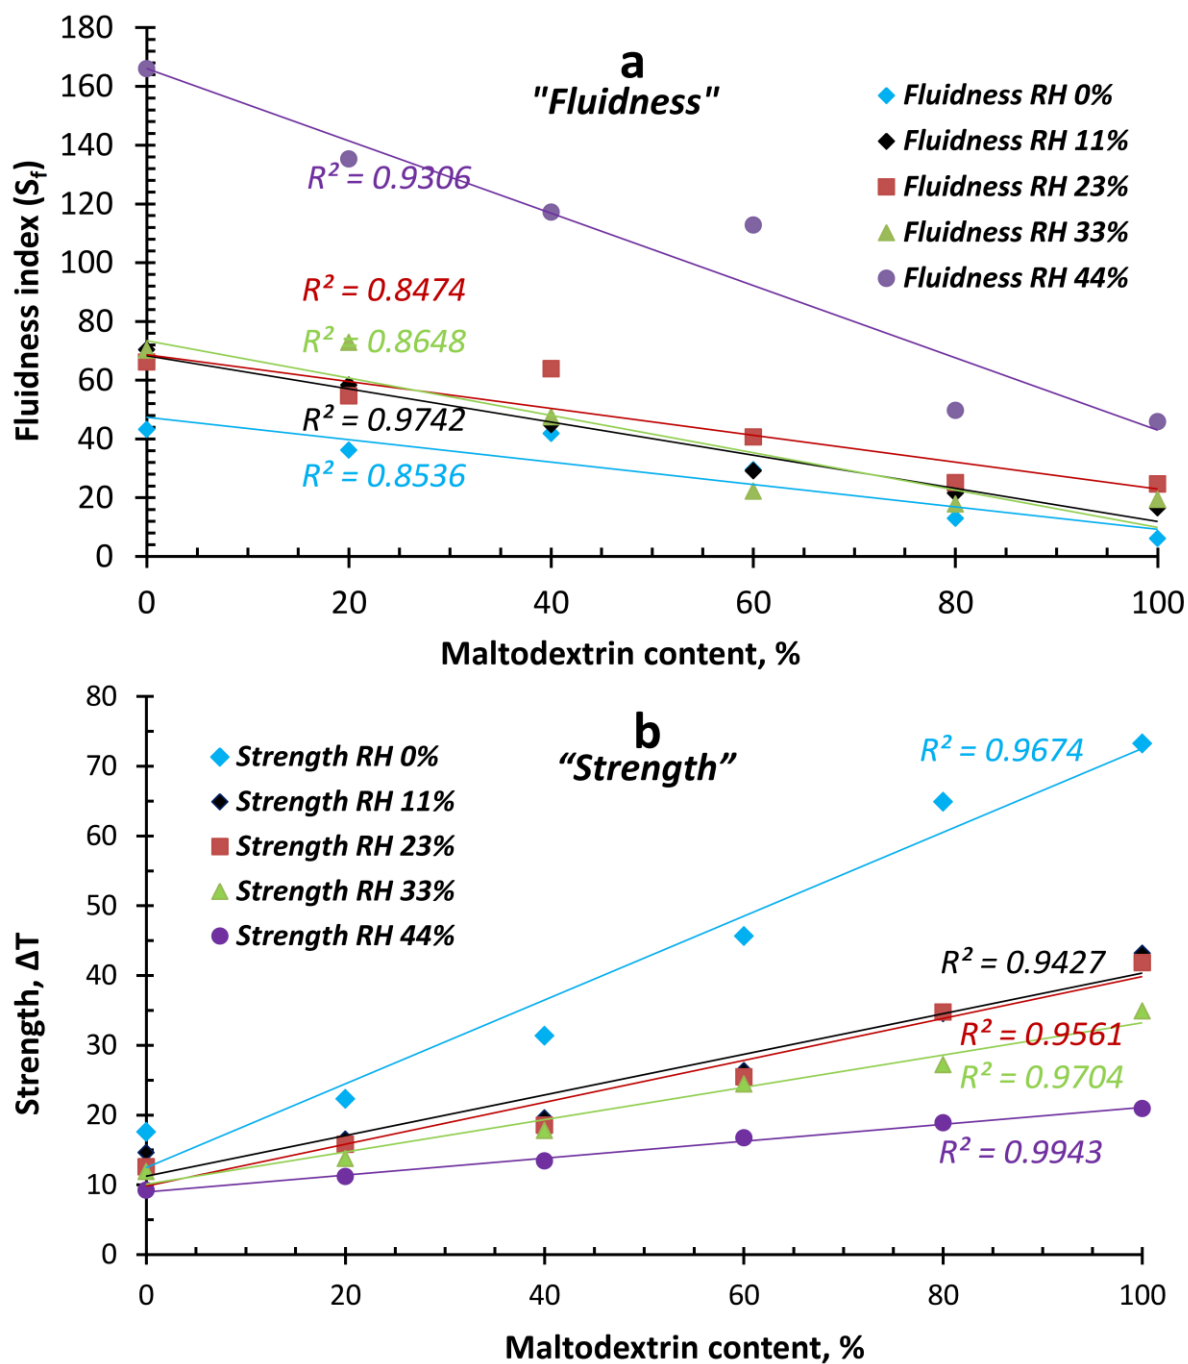 180
160
140
120
100
80
60
40
20
0
Fluidness index (Sf)
a
"Fluidness"
Fluidness RH 0%
Fluidness RH 11%
Fluidness RH 23%
Fluidness RH 33%
Fluidness RH 44%
R² = 0.9306
R² = 0.8474
R² = 0.8648
R² = 0.9742
R² = 0.8536
0 20 40 60 80 100
Maltodextrin content, %
80
70
60
50
40
30
20
10
0
Strength, ΔT
b
“Strength”
Strength RH 0%
Strength RH 11%
Strength RH 23%
Strength RH 33%
Strength RH 44%
R² = 0.9674
R² = 0.9427
R² = 0.9561
R² = 0.9704
R² = 0.9943
0 20 40 60 80 100
Maltodextrin content, %